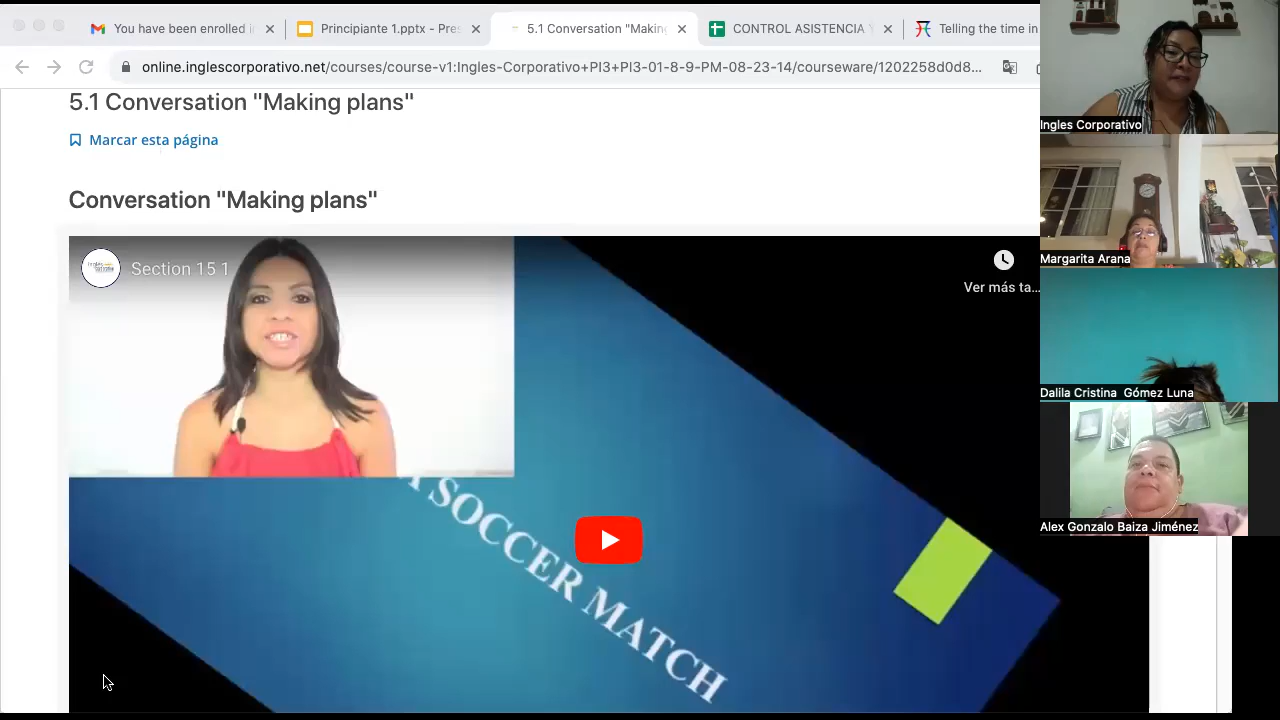 You have been enrolled in
Principiante 1.pptx - Pres
5.1 Conversation "Making
CONTROL ASISTENCIA Y
Telling the time in
online.inglescorporativo.net/courses/course-v1:Ingles-Corporativo+PI3+PI3-01-8-9-PM-08-23-14/courseware/1202258d0d8...
5.1 Conversation "Making plans"
Marcar esta página
Conversation "Making plans"
Section 15 1
Ver más ta...
A SOCCER MATCH
Ingles Corporativo
Margarita Arana
Dalila Cristina Gómez Luna
Alex Gonzalo Baiza Jiménez